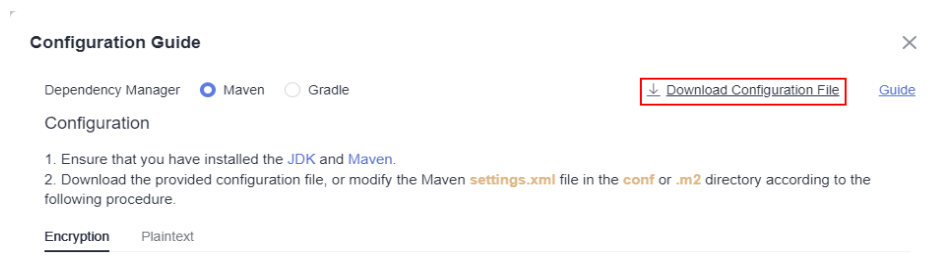 Configuration Guide
Dependency Manager Maven Gradle Download Configuration File Guide
Configuration
1. Ensure that you have installed the JDK and Maven.
2. Download the provided configuration file, or modify the Maven settings.xml file in the conf or .m2 directory according to the
following procedure.
Encryption Plaintext